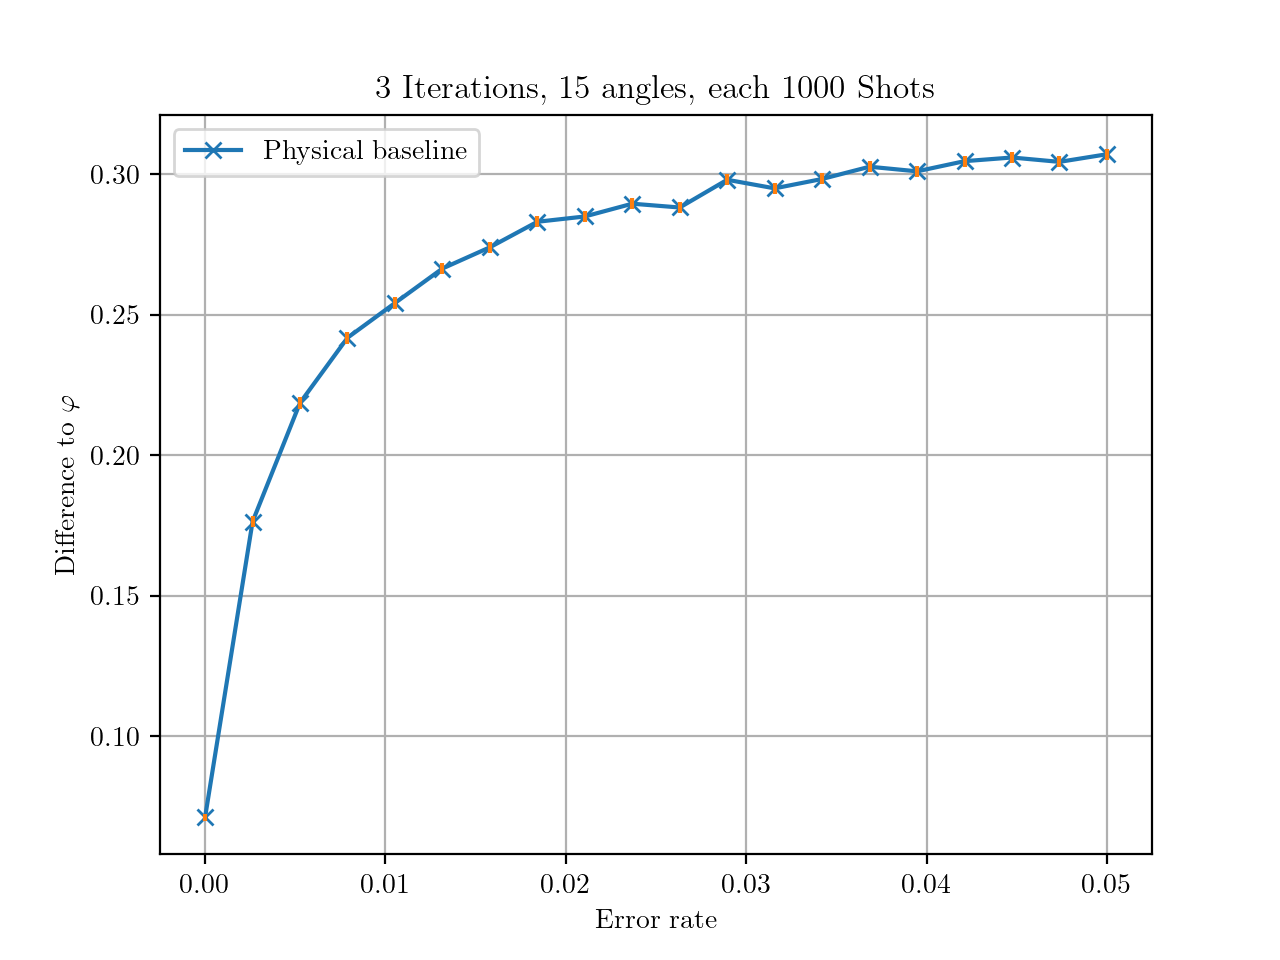 3 Iterations, 15 angles, each 1000 Shots
Physical baseline
0.30
0.25
0.20
0.15
0.10
Difference to φ
0.00 0.01 0.02 0.03 0.04 0.05
Error rate